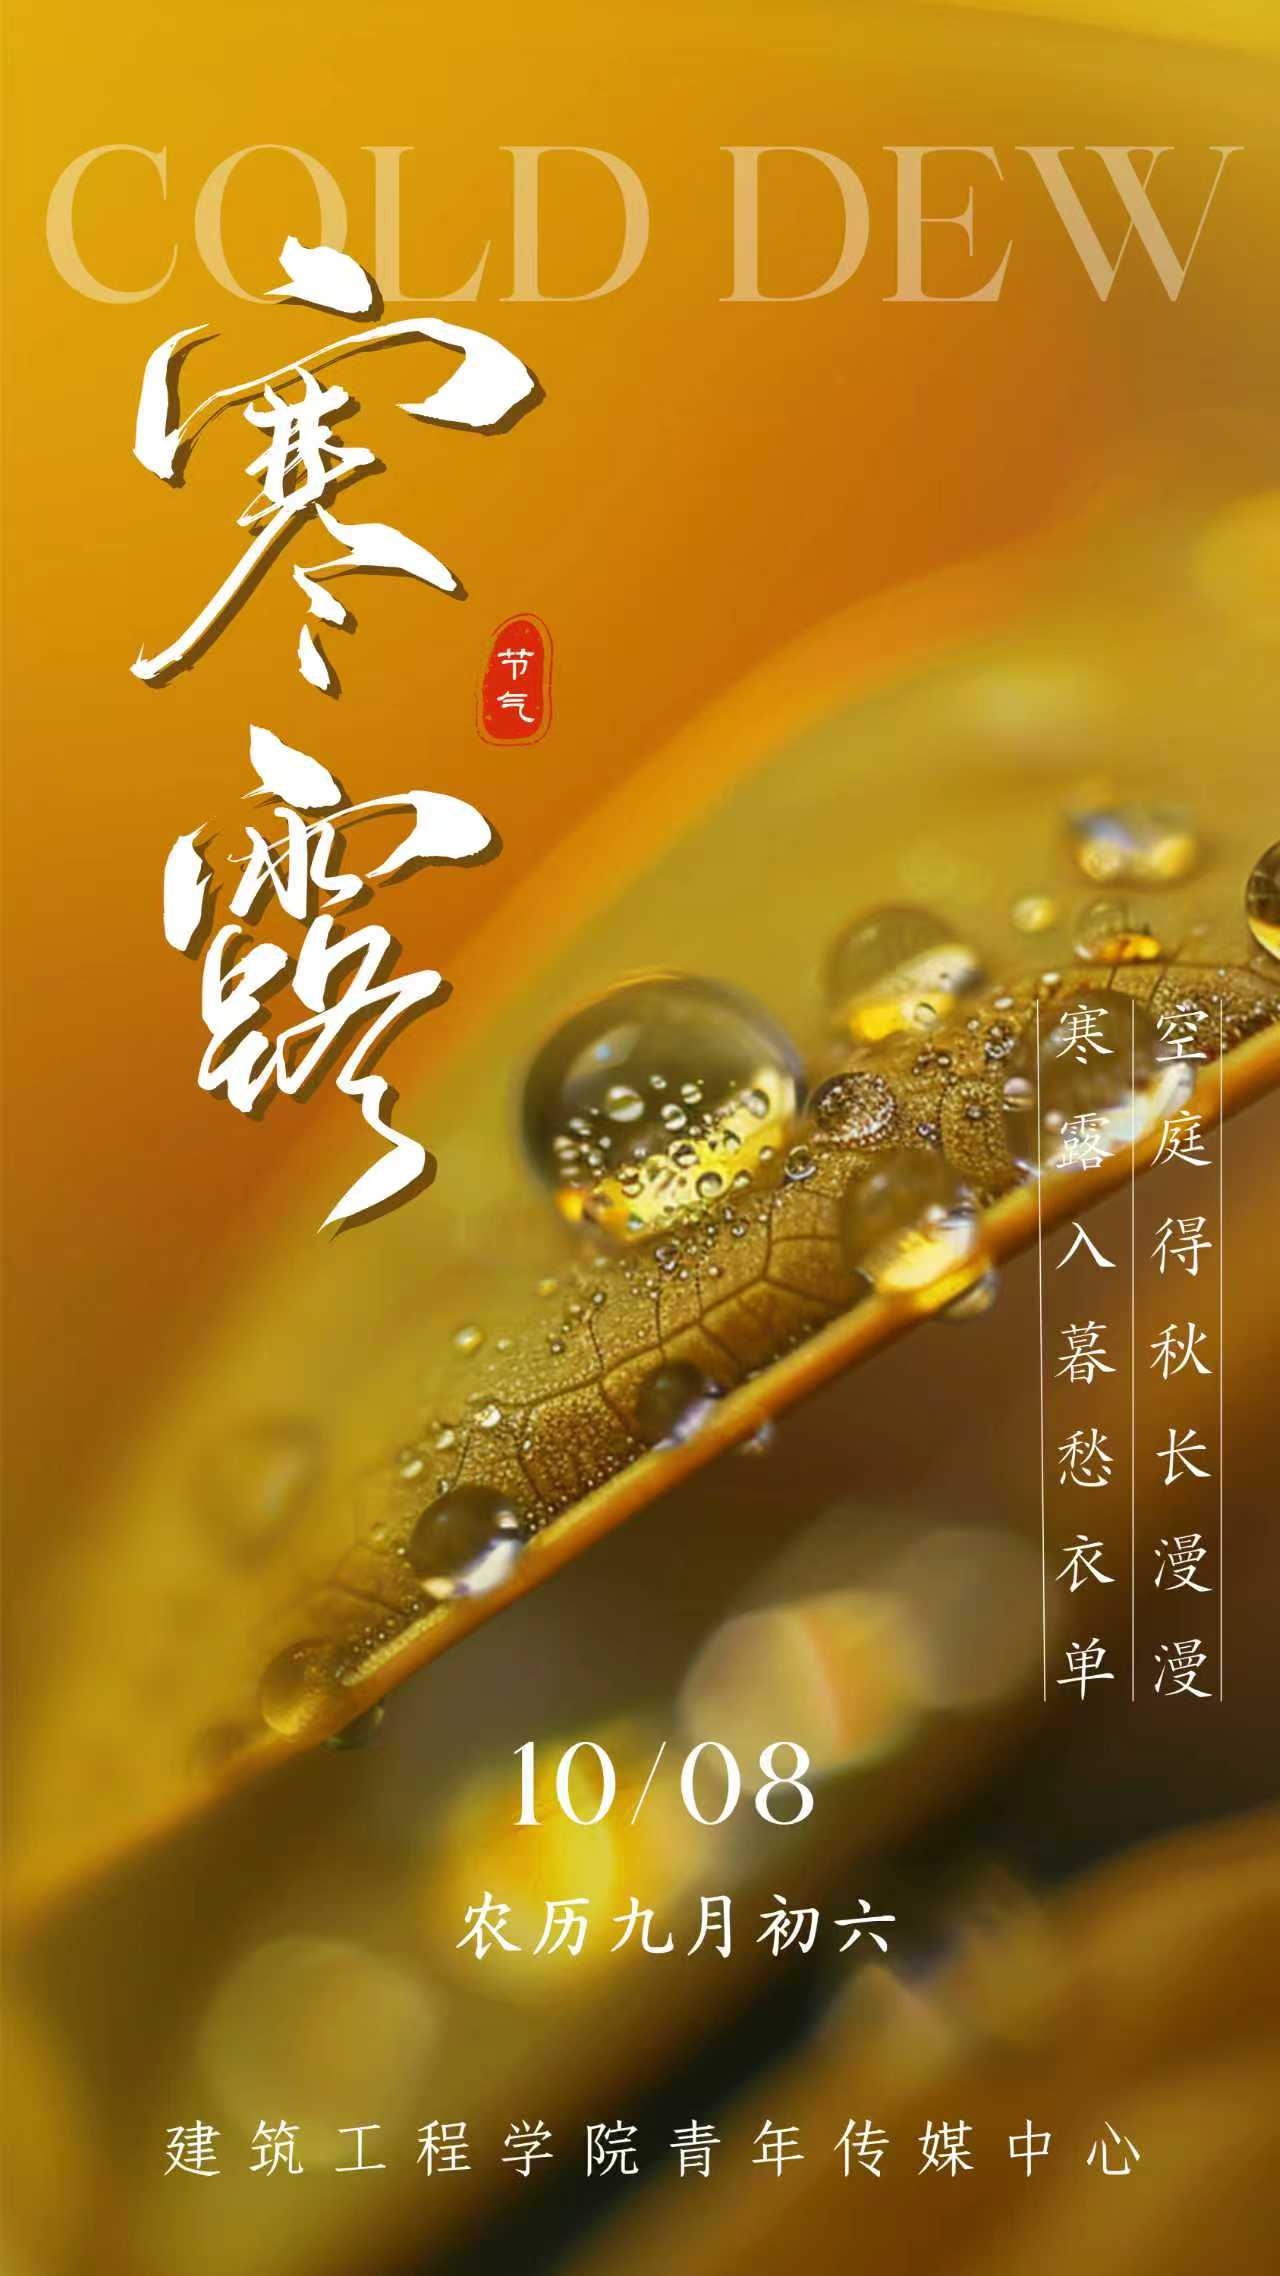 COLD DEW
寒露
节气
空庭得秋长漫漫
寒露入暮愁衣单
10/08
农历九月初六
建筑工程学院青年传媒中心